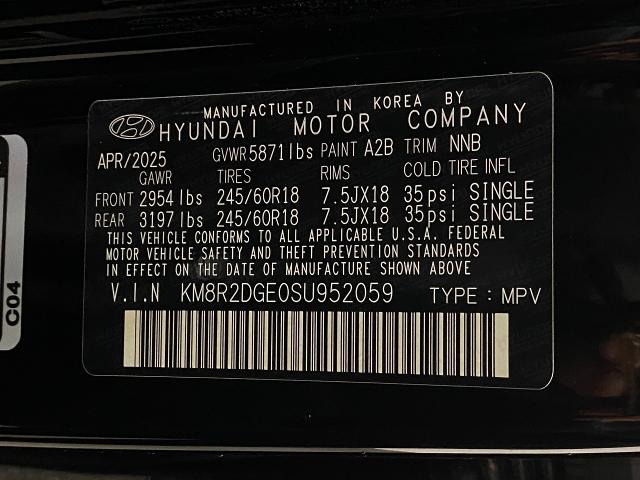 MANUFACTURED IN KOREA BY
HYUNDAI MOTOR COMPANY
APR/2025 GVWR 5871lbs PAINT A2B TRIM NNB
GAWR TIRES RIMS COLD TIRE INFL
FRONT 2954 lbs 245/60R18 7.5JX18 35psi SINGLE
REAR 3197 lbs 245/60R18 7.5JX18 35psi SINGLE
THIS VEHICLE CONFORMS TO ALL APPLICABLE U.S.A. FEDERAL
MOTOR VEHICLE SAFETY AND THEFT PREVENTION STANDARDS
IN EFFECT ON THE DATE OF MANUFACTURE SHOWN ABOVE
V.I.N KM8R2DGE0SU952059 TYPE : MPV
C04